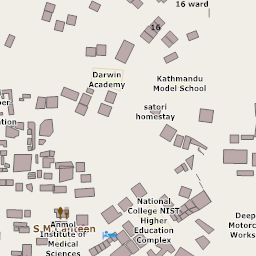 16 ward
16
Darwin
Academy
Kathmandu
Model School
satori
homestay
National
College NIST
Higher
Education
Complex
S.M canteen
Anmol
Institute of
Medical
Sciences
Deep
Motorc
Works